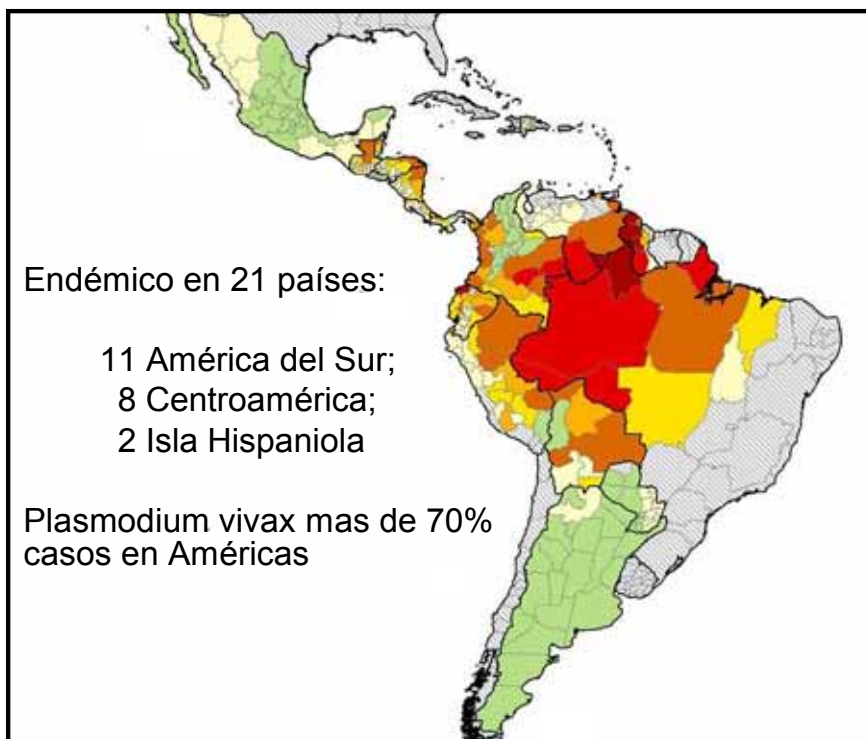 Endémico en 21 países:
11 América del Sur;
8 Centroamérica;
2 Isla Hispaniola
Plasmodium vivax mas de 70%
casos en Américas